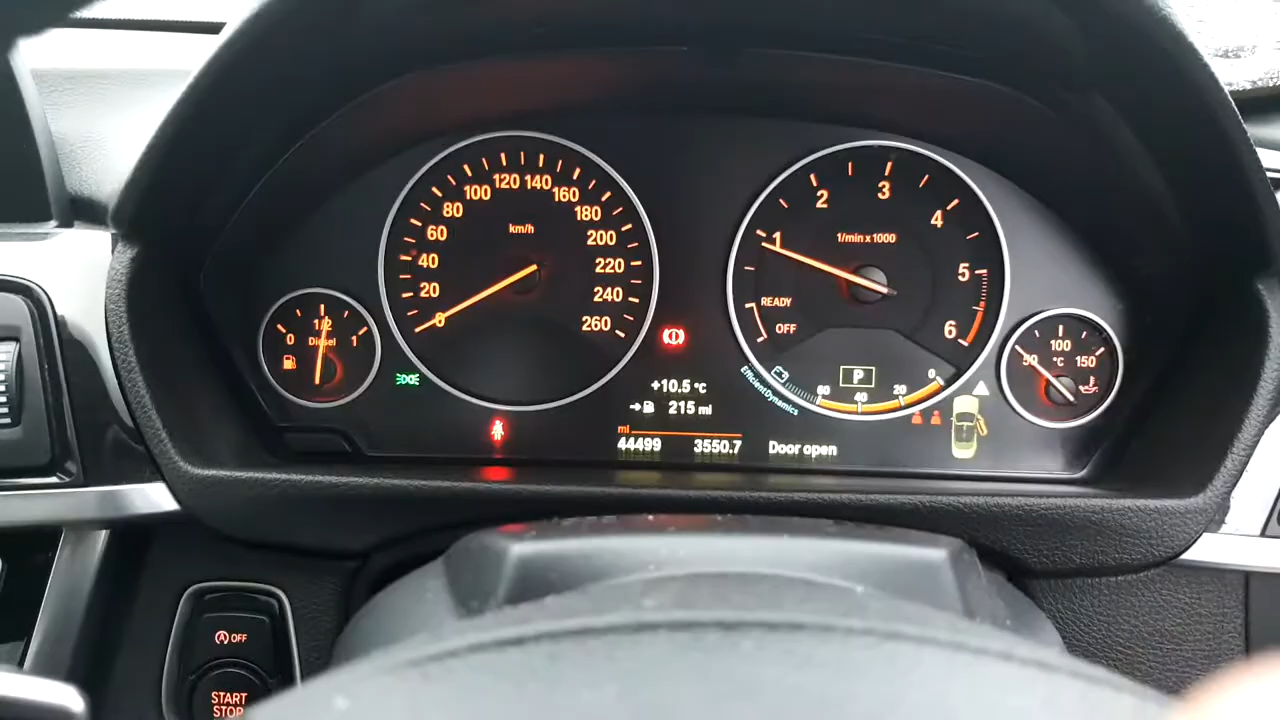 0 1/2 1
Diesel
0 20 40 60 80 100 120 140 160 180 200 220 240 260
km/h
+10.5 °C
215 mi
mi
44499 3550.7
1 2 3 4 5 6
1/min x 1000
READY
OFF
P
60 40 20 0
EfficientDynamics
Door open
50 100 150
°C
A OFF
START
STOP